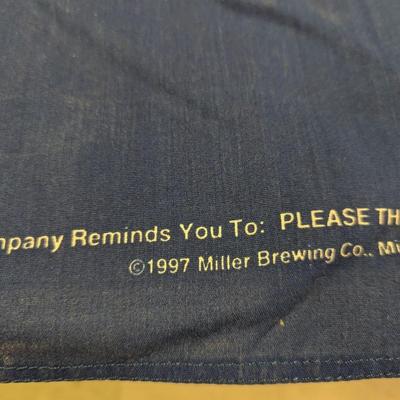 mpany Reminds You To: PLEASE TH
©1997 Miller Brewing Co., Mi